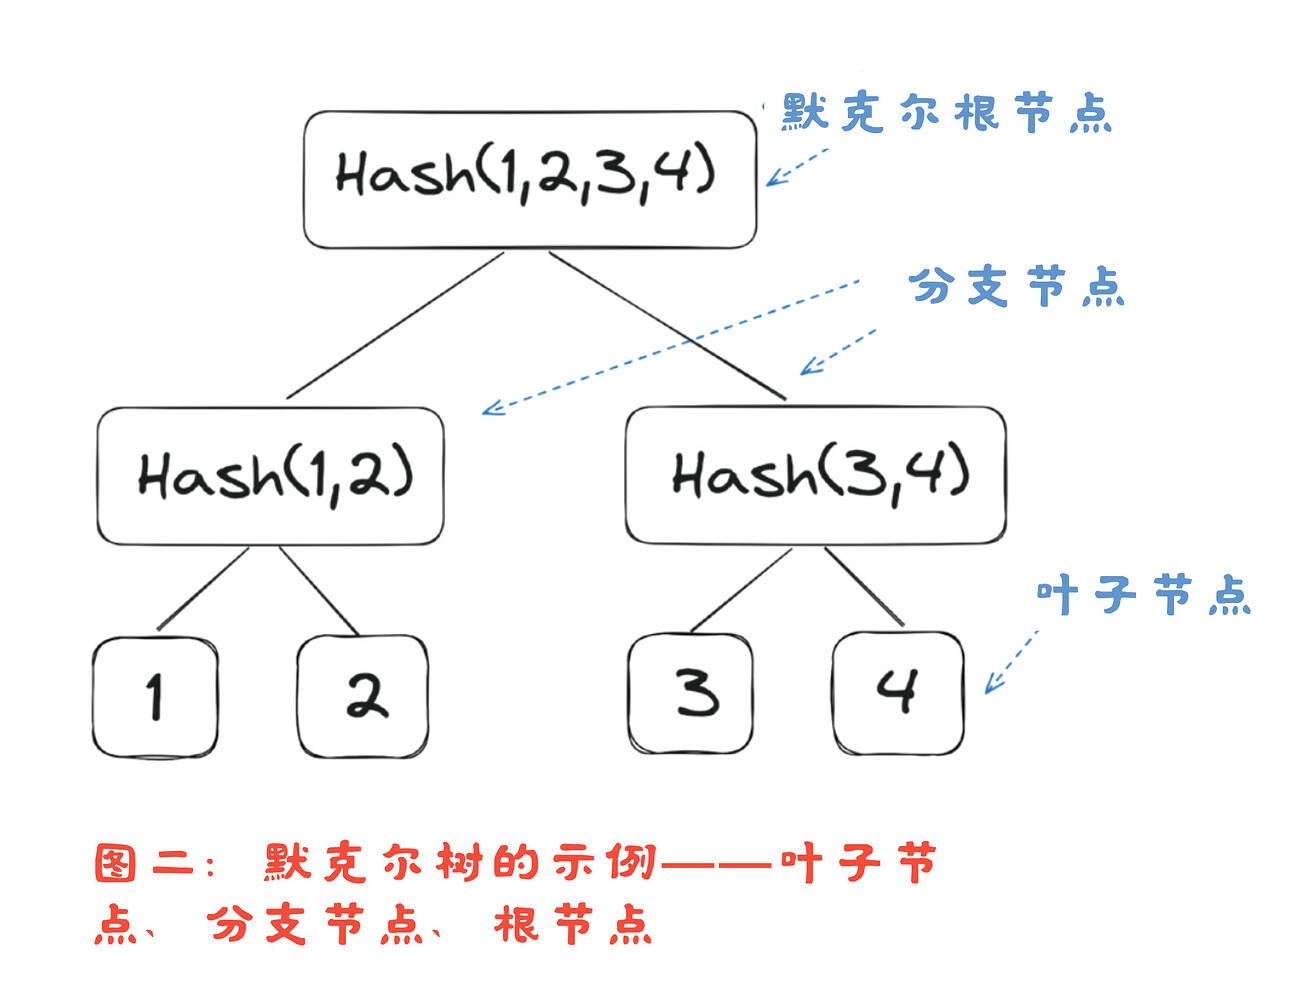 默克尔根节点
Hash(1,2,3,4)
分支节点
Hash(1,2)
Hash(3,4)
叶子节点
1
2
3
4
图二： 默克尔树的示例——叶子节
点、 分支节点、 根节点